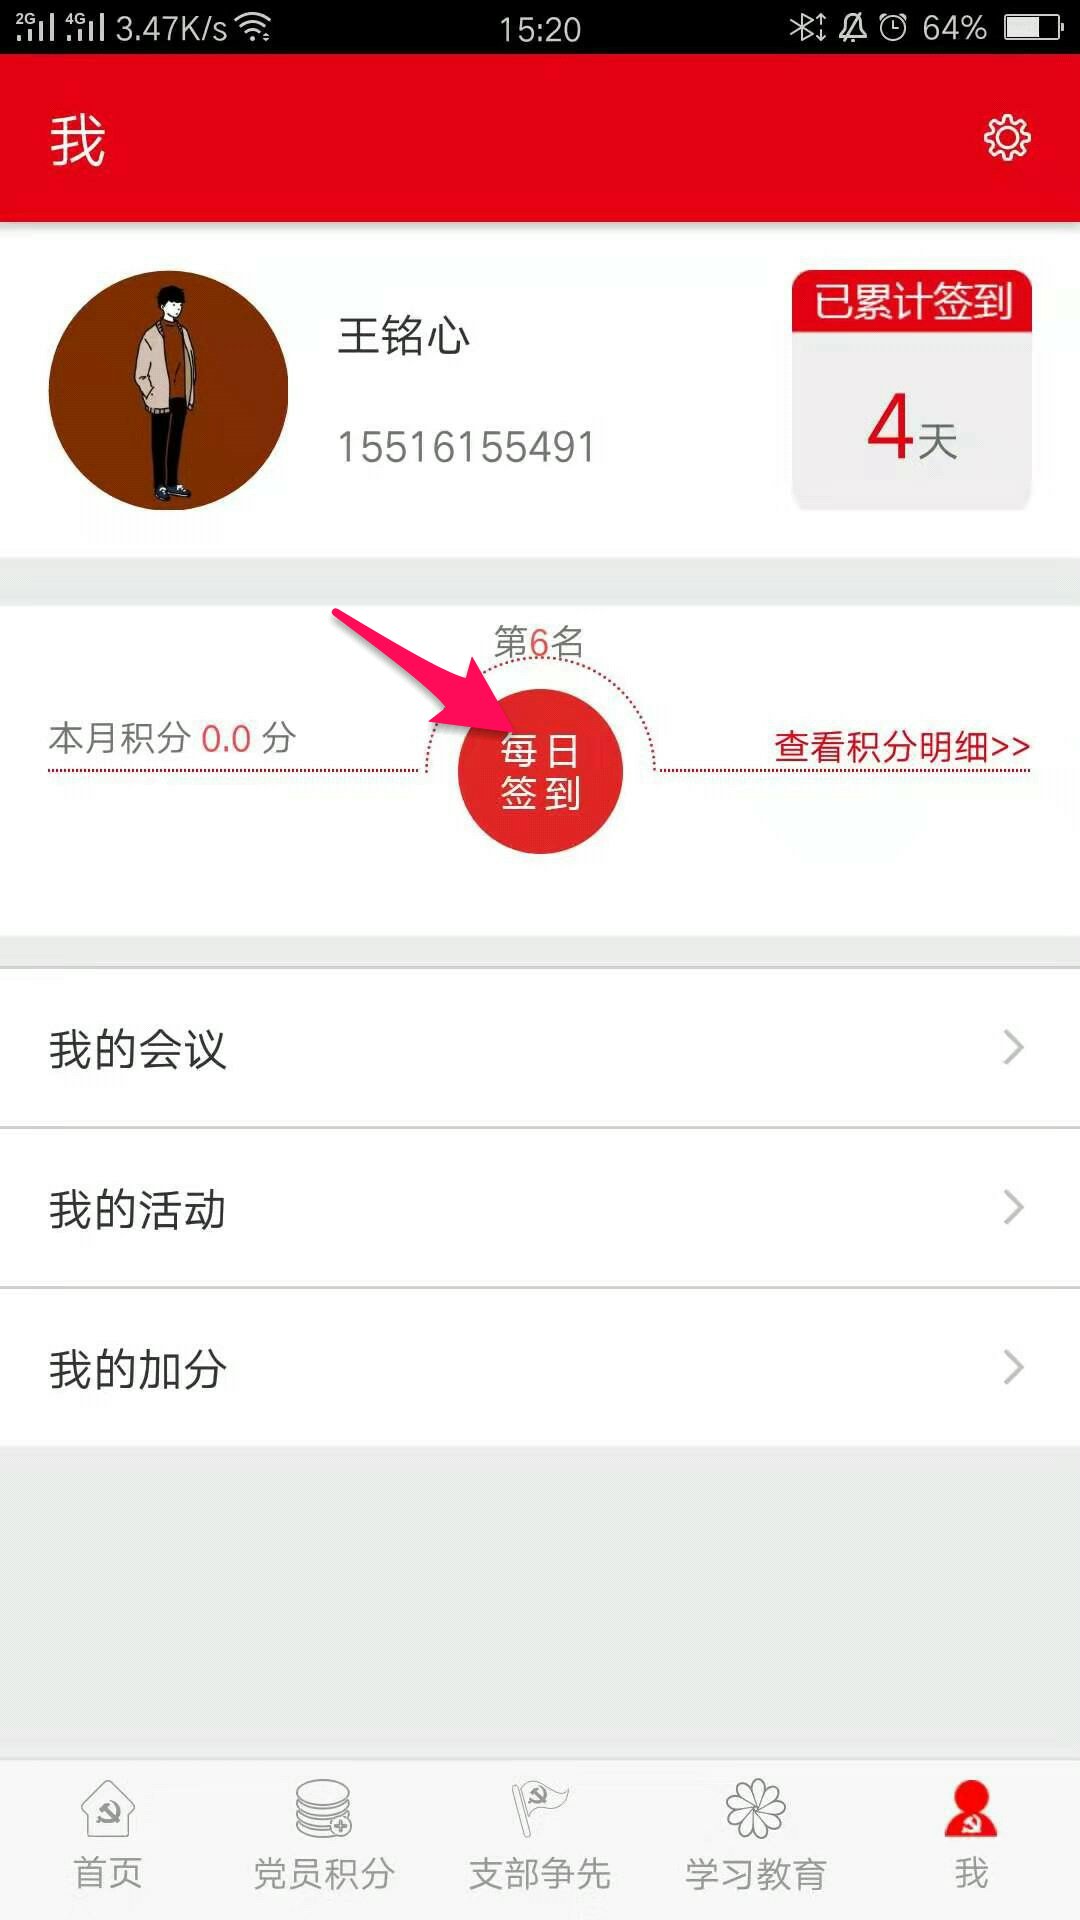 2G 4G 3.47K/s 15:20 64%
我
王铭心
15516155491
已累计签到
4天
第6名
本月积分 0.0 分
每日
签到
查看积分明细>>
我的会议
我的活动
我的加分
首页 党员积分 支部争先 学习教育 我